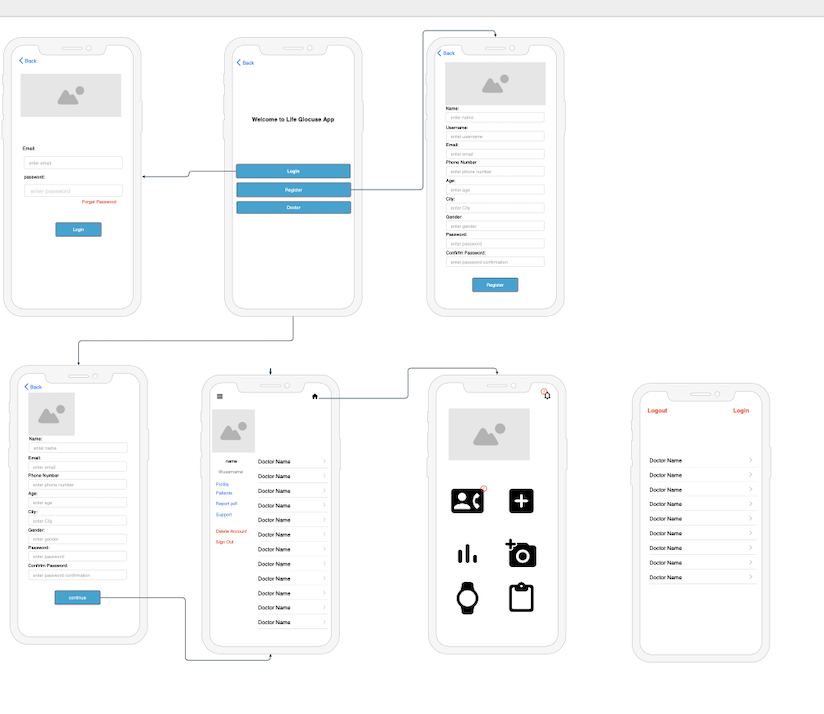 Back
Email:
enter email
password:
enter passsword
Forget Password
Login
Back
Welcome to Life Glocuse App
Login
Register
Doctor
Back
Name:
enter name
Username:
enter username
Email:
enter email
Phone Number
enter phone number
Age:
enter age
City:
enter City
Gender:
enter gender
Password:
enter password
Confirtm Password:
enter password confirmation
Register
Back
Name:
enter name
Email:
enter email
Phone Number
enter phone number
Age:
enter age
City:
enter City
Gender:
enter gender
Password:
enter password
Confirtm Password:
enter password confirmation
continue
name
Profile
Patients
Report pdf
Support
Delete Account
Sign Out
Doctor Name
Doctor Name
Doctor Name
Doctor Name
Doctor Name
Doctor Name
Doctor Name
Doctor Name
Doctor Name
Doctor Name
Doctor Name
Doctor Name
Logout Login
Doctor Name
Doctor Name
Doctor Name
Doctor Name
Doctor Name
Doctor Name
Doctor Name
Doctor Name
Doctor Name